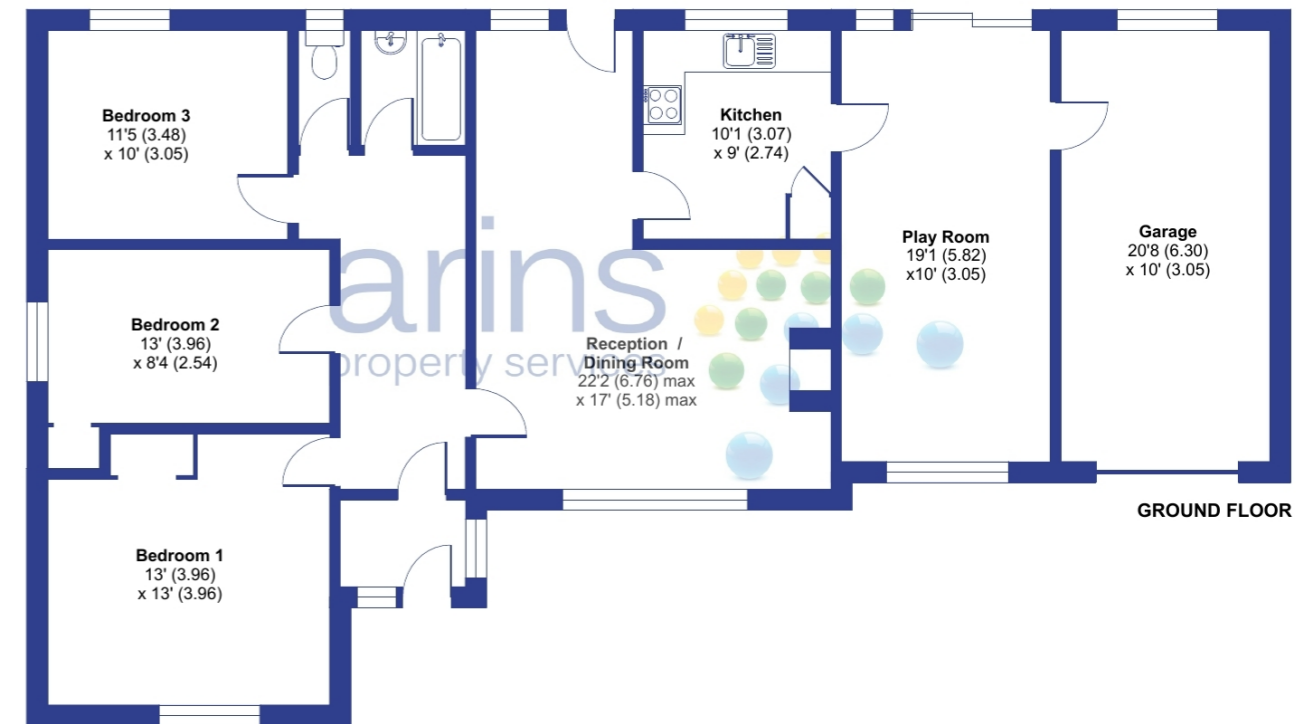 Bedroom 3
11'5 (3.48)
x 10' (3.05)
Kitchen
10'1 (3.07)
x 9' (2.74)
Play Room
19'1 (5.82)
x10' (3.05)
Garage
20'8 (6.30)
x 10' (3.05)
Bedroom 2
13' (3.96)
x 8'4 (2.54)
arins
property services
Reception /
Dining Room
22'2 (6.76) max
x 17' (5.18) max
GROUND FLOOR
Bedroom 1
13' (3.96)
x 13' (3.96)